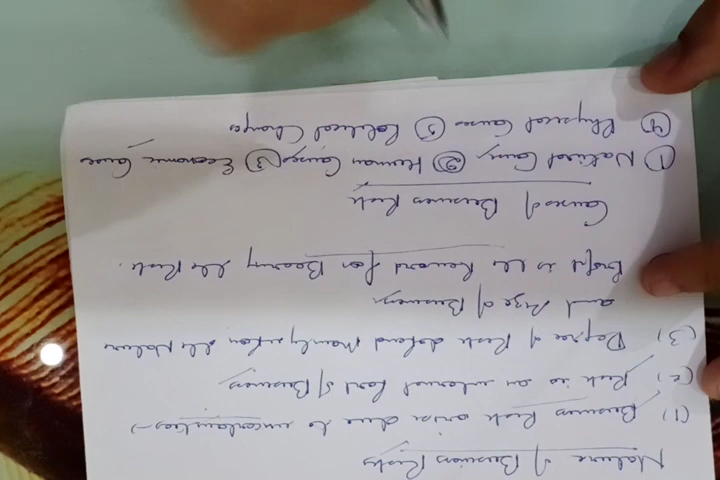 Nature of Business Risks
(1) Business Risk arise due to uncertainties
(2) Risk is an internal Part of Business
(3) Degree of Risk depend Mainly upon the Nature
and Size of Business
Profit is the Reward for Bearing the Risk.
Causes of Business Risk
① Natural Causes ② Human Causes ③ Economic Causes
④ Physical Causes ⑤ Political Changes